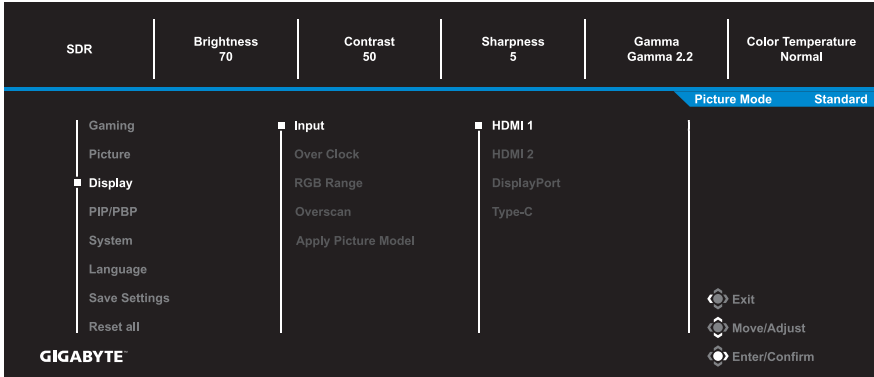 SDR
Brightness
70
Contrast
50
Sharpness
5
Gamma
Gamma 2.2
Color Temperature
Normal
Picture Mode Standard
Gaming
Picture
Display
PIP/PBP
System
Language
Save Settings
Reset all
Input
Over Clock
RGB Range
Overscan
Apply Picture Model
HDMI 1
HDMI 2
DisplayPort
Type-C
Exit
Move/Adjust
Enter/Confirm
GIGABYTE™